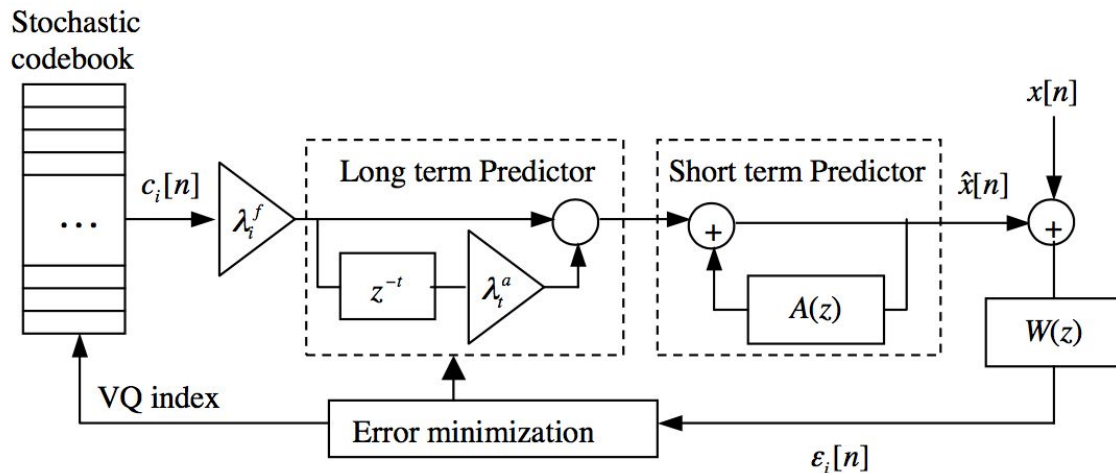 Stochastic
codebook
x[n]
Long term Predictor
Short term Predictor
x̂[n]
c_i[n]
λ_i^f
...
+
+
z^{-t}
λ_t^a
A(z)
W(z)
VQ index
Error minimization
ε_i[n]